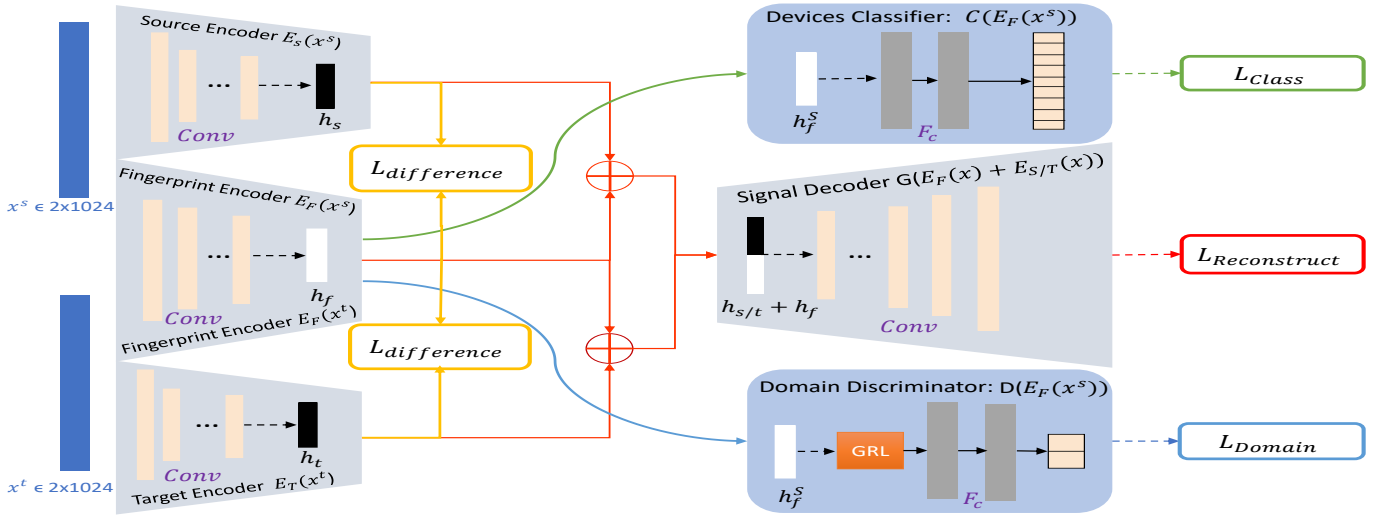 Source Encoder E_s(x^s)
...
h_s
Conv
x^s ∈ 2x1024
Fingerprint Encoder E_F(x^s)
...
h_f
Conv
Fingerprint Encoder E_F(x^t)
x^t ∈ 2x1024
...
h_t
Conv
Target Encoder E_T(x^t)
L_difference
L_difference
Devices Classifier: C(E_F(x^s))
h_f^S
F_c
Signal Decoder G(E_F(x) + E_{S/T}(x))
...
h_{s/t} + h_f
Conv
Domain Discriminator: D(E_F(x^s))
GRL
h_f^S
F_c
L_Class
L_Reconstruct
L_Domain